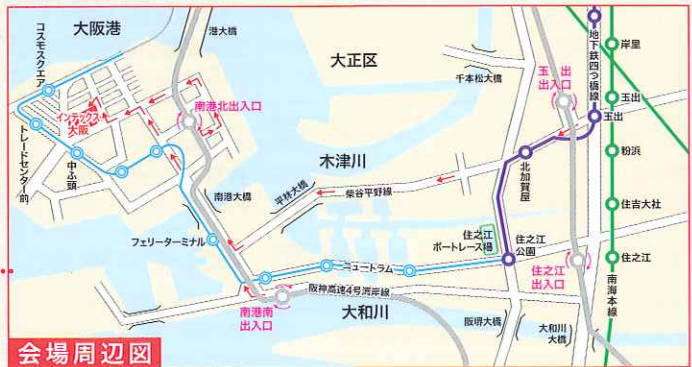 大阪港
コスモスクエア
港大橋
大正区
千本松大橋
玉出
出入口
地下鉄四つ橋線
岸里
玉出
玉出
インテックス
大阪
南港北出入口
トレードセンター前
中ふ頭
木津川
北加賀屋
粉浜
平林大橋
柴谷平野線
南港大橋
住之江
ボートレース場
住之江
公園
住吉大社
フェリーターミナル
ニュートラム
住之江
出入口
住之江
南港南
出入口
阪神高速4号湾岸線
大和川
阪堺大橋
大和川
大橋
南海本線
会場周辺図